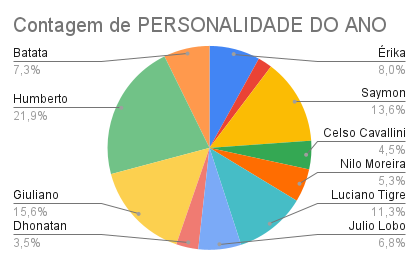 Contagem de PERSONALIDADE DO ANO
Batata
7,3%
Humberto
21,9%
Giuliano
15,6%
Dhonatan
3,5%
Érika
8,0%
Saymon
13,6%
Celso Cavallini
4,5%
Nilo Moreira
5,3%
Luciano Tigre
11,3%
Julio Lobo
6,8%